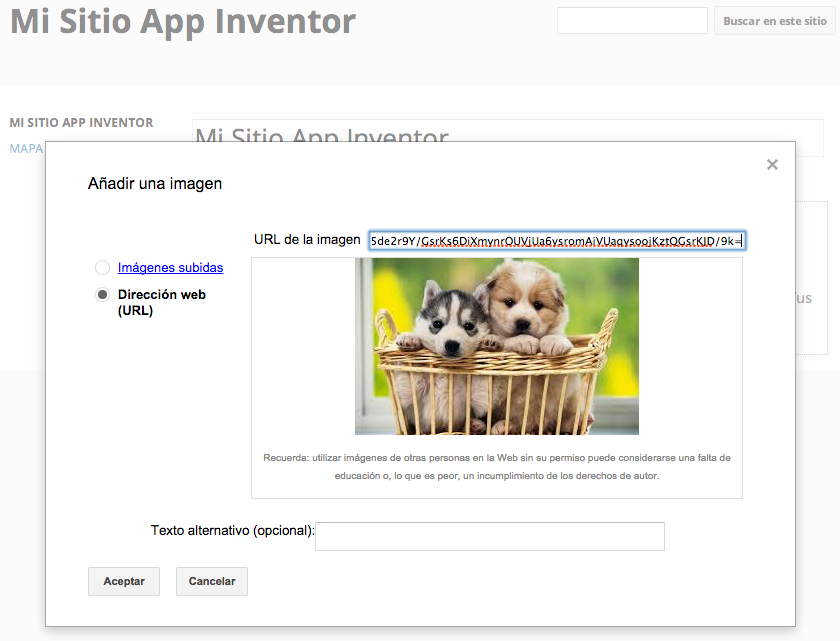 Mi Sitio App Inventor
Buscar en este sitio
MI SITIO APP INVENTOR
MAPA
Mi Sitio App Inventor
Añadir una imagen
URL de la imagen
5de2r9Y/GsrKs6DiXmynrOUVjUa6ysromAiVUaqysoojKztQGsrKID/9k=
Imágenes subidas
Dirección web
(URL)
Recuerda: utilizar imágenes de otras personas en la Web sin su permiso puede considerarse una falta de
educación o, lo que es peor, un incumplimiento de los derechos de autor.
Texto alternativo (opcional):
Aceptar
Cancelar